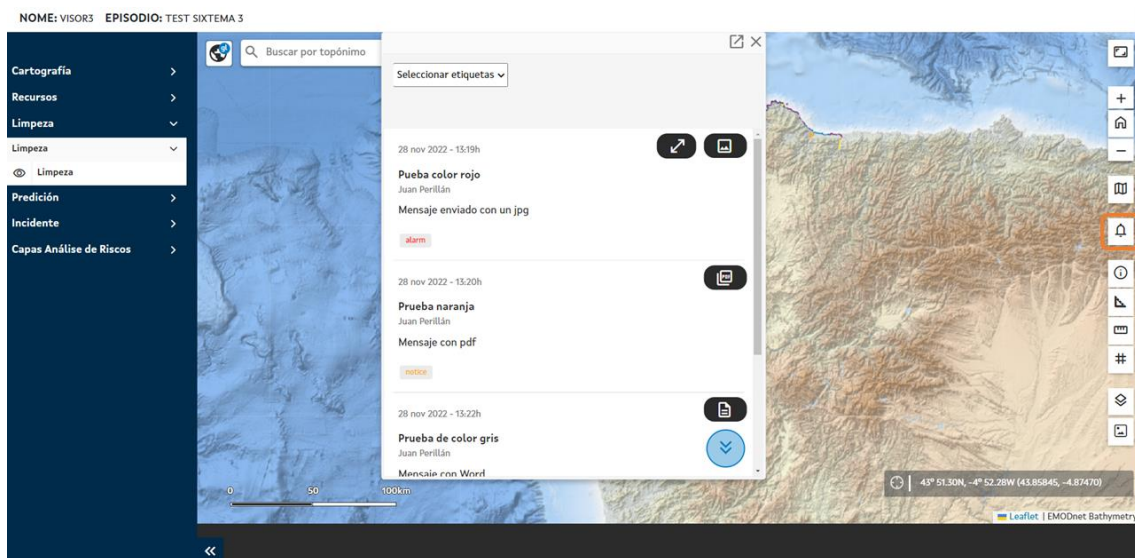 NOME: VISOR3 EPISODIO: TEST SIXTEMA 3
Cartografía
Recursos
Limpeza
Limpeza
Limpeza
Predición
Incidente
Capas Análise de Riscos
Buscar por topónimo
Seleccionar etiquetas
28 nov 2022 - 13:19h
Pueba color rojo
Juan Perillán
Mensaje enviado con un jpg
alarm
28 nov 2022 - 13:20h
PDF
Prueba naranja
Juan Perillán
Mensaje con pdf
notice
28 nov 2022 - 13:22h
Prueba de color gris
Juan Perillán
Mensaje con Word
0 50 100km
43º 51.30N, -4º 52.28W (43.85845, -4.87470)
Leaflet | EMODnet Bathymetry